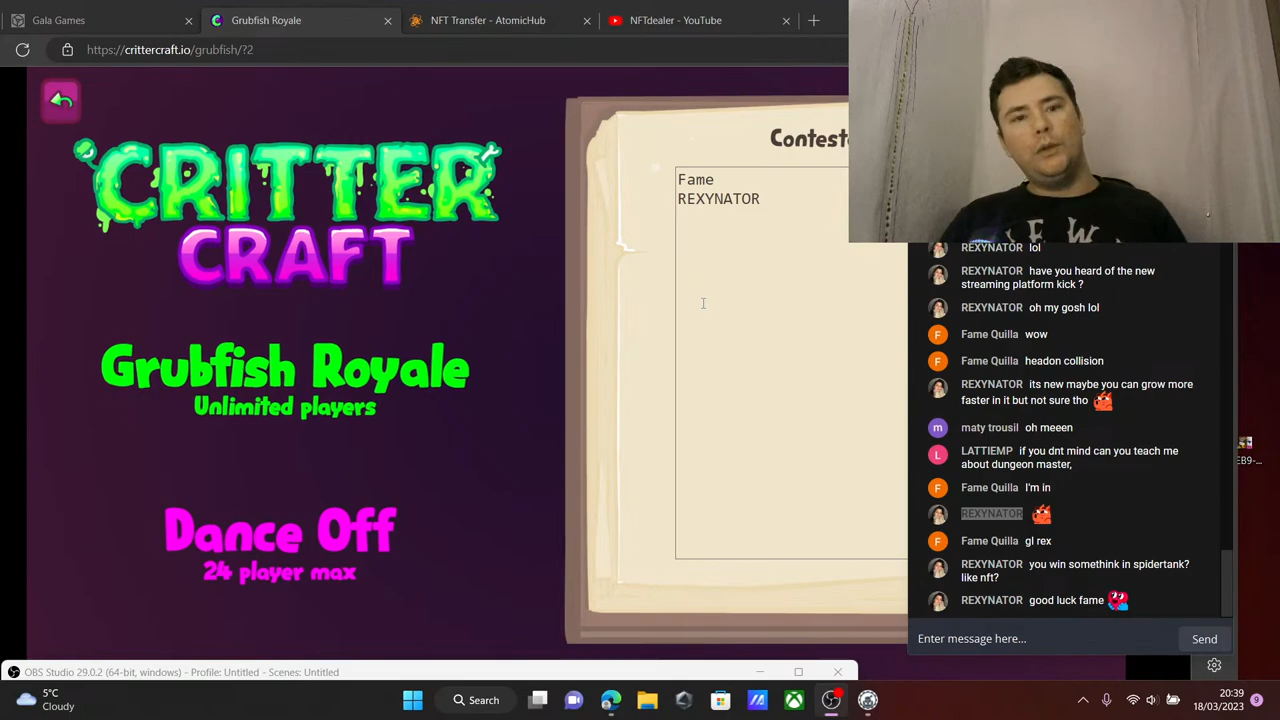 Gala Games
Grubfish Royale
NFT Transfer - AtomicHub
NFTdealer - YouTube
https://crittercraft.io/grubfish/?2
CRITTER
CRAFT
Grubfish Royale
Unlimited players
Dance Off
24 player max
Contest
Fame
REXYNATOR
REXYNATOR lol
REXYNATOR have you heard of the new
streaming platform kick ?
REXYNATOR oh my gosh lol
Fame Quilla wow
Fame Quilla headon collision
REXYNATOR its new maybe you can grow more
faster in it but not sure tho
maty trousil oh meeen
LATTIEMP if you dnt mind can you teach me
about dungeon master,
Fame Quilla I'm in
REXYNATOR
Fame Quilla gl rex
REXYNATOR you win somethink in spidertank?
like nft?
REXYNATOR good luck fame
Enter message here...
Send
EB9-...
OBS Studio 29.0.2 (64-bit, windows) - Profile: Untitled - Scenes: Untitled
5°C
Cloudy
Search
20:39
18/03/2023
9